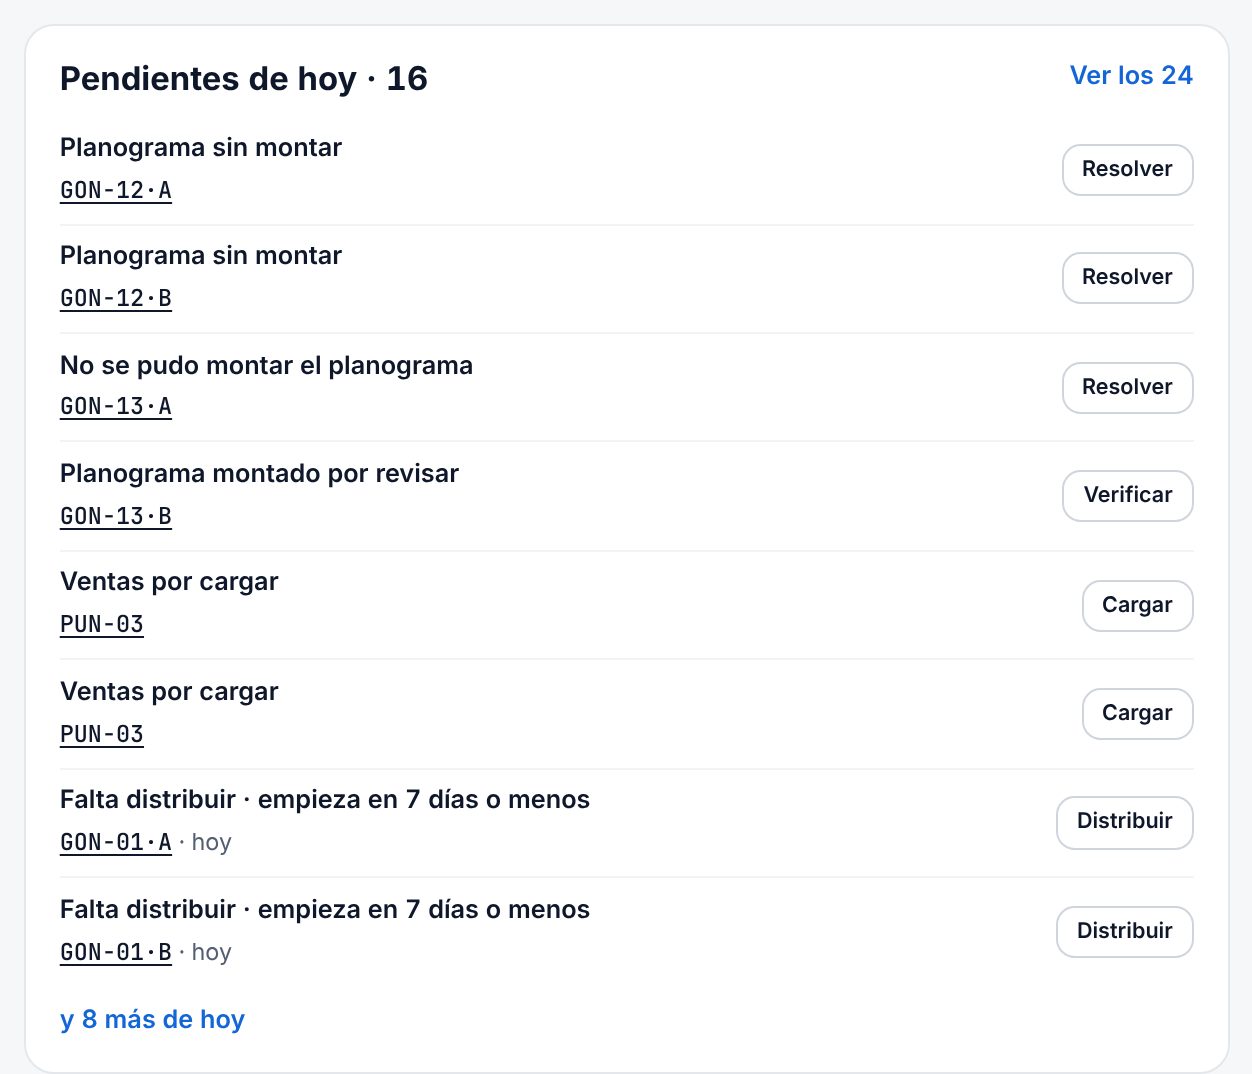 Pendientes de hoy · 16
Ver los 24
Planograma sin montar
GON-12·A
Resolver
Planograma sin montar
GON-12·B
Resolver
No se pudo montar el planograma
GON-13·A
Resolver
Planograma montado por revisar
GON-13·B
Verificar
Ventas por cargar
PUN-03
Cargar
Ventas por cargar
PUN-03
Cargar
Falta distribuir · empieza en 7 días o menos
GON-01·A · hoy
Distribuir
Falta distribuir · empieza en 7 días o menos
GON-01·B · hoy
Distribuir
y 8 más de hoy